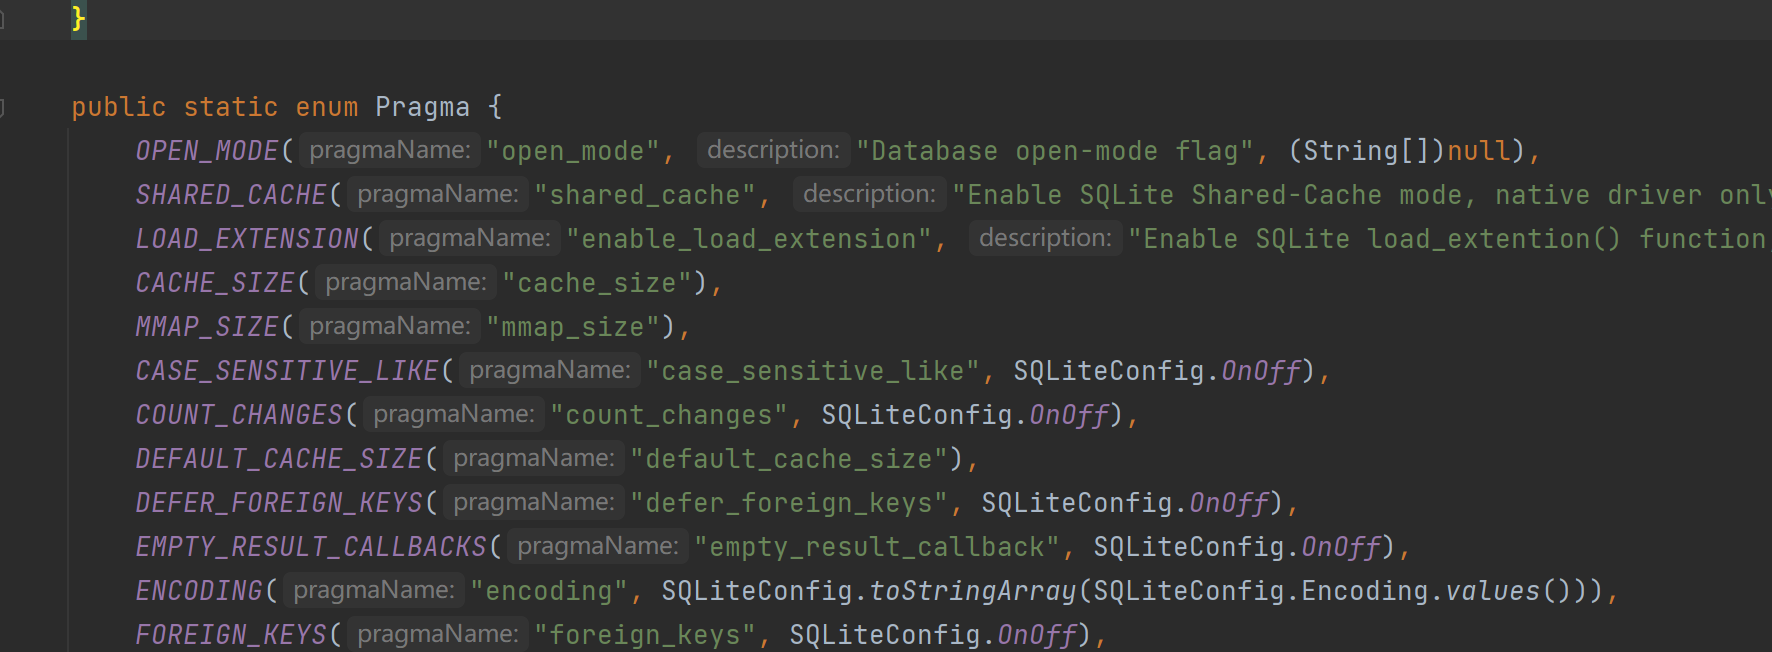 }
public static enum Pragma {
OPEN_MODE( pragmaName: "open_mode", description: "Database open-mode flag", (String[])null),
SHARED_CACHE( pragmaName: "shared_cache", description: "Enable SQLite Shared-Cache mode, native driver only
LOAD_EXTENSION( pragmaName: "enable_load_extension", description: "Enable SQLite load_extention() function
CACHE_SIZE( pragmaName: "cache_size"),
MMAP_SIZE( pragmaName: "mmap_size"),
CASE_SENSITIVE_LIKE( pragmaName: "case_sensitive_like", SQLiteConfig.OnOff),
COUNT_CHANGES( pragmaName: "count_changes", SQLiteConfig.OnOff),
DEFAULT_CACHE_SIZE( pragmaName: "default_cache_size"),
DEFER_FOREIGN_KEYS( pragmaName: "defer_foreign_keys", SQLiteConfig.OnOff),
EMPTY_RESULT_CALLBACKS( pragmaName: "empty_result_callback", SQLiteConfig.OnOff),
ENCODING( pragmaName: "encoding", SQLiteConfig.toStringArray(SQLiteConfig.Encoding.values())),
FOREIGN_KEYS( pragmaName: "foreign_keys", SQLiteConfig.OnOff),